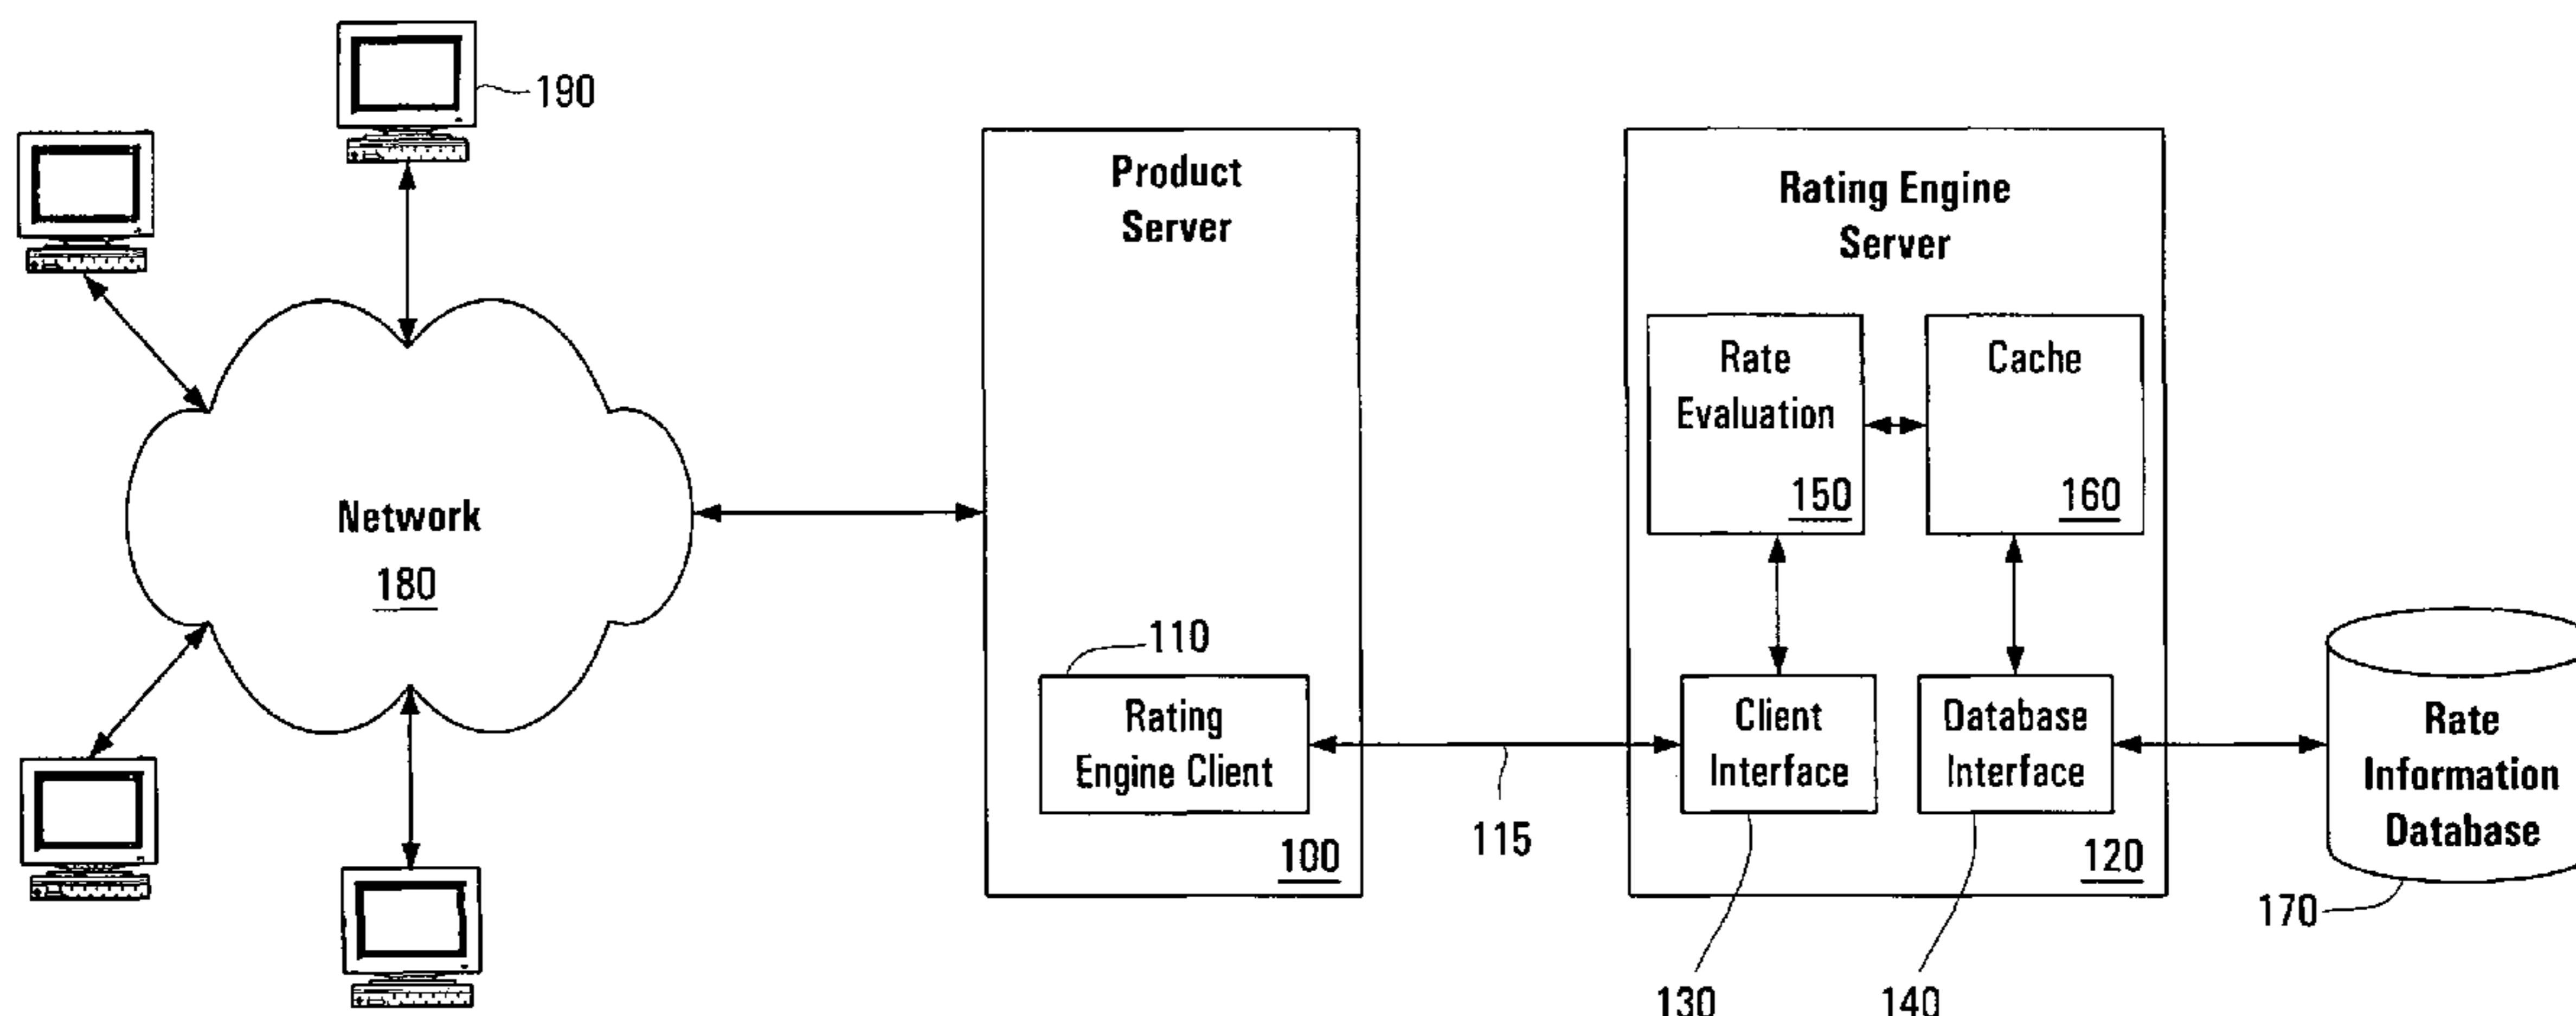 190
Product
Server
Rating Engine
Server
Rate
Evaluation
150
Cache
160
Network
180
110
Rating
Engine Client
100
115
Client
Interface
Database
Interface
120
130
140
Rate
Information
Database
170